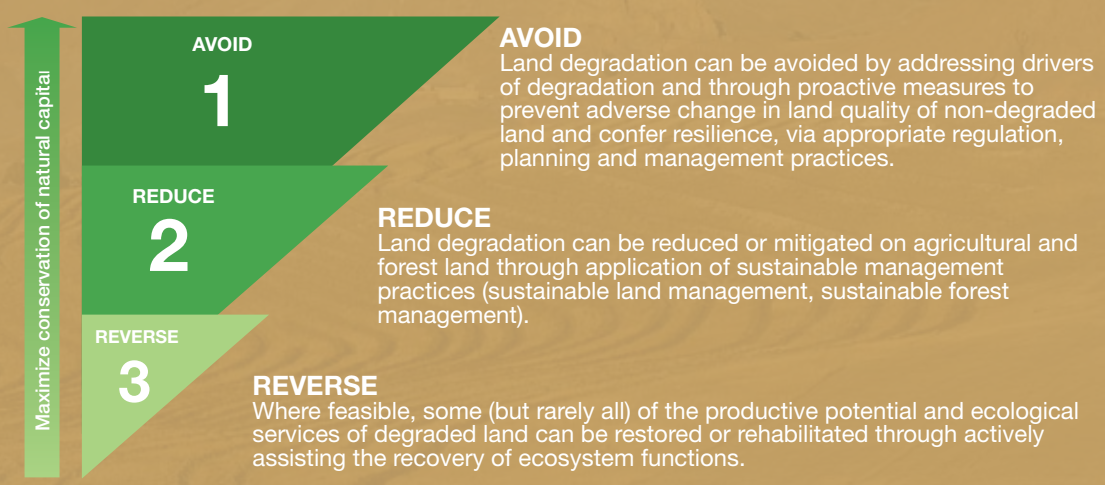 Maximize conservation of natural capital
AVOID
1
AVOID
Land degradation can be avoided by addressing drivers
of degradation and through proactive measures to
prevent adverse change in land quality of non-degraded
land and confer resilience, via appropriate regulation,
planning and management practices.
REDUCE
2
REDUCE
Land degradation can be reduced or mitigated on agricultural and
forest land through application of sustainable management
practices (sustainable land management, sustainable forest
management).
REVERSE
3
REVERSE
Where feasible, some (but rarely all) of the productive potential and ecological
services of degraded land can be restored or rehabilitated through actively
assisting the recovery of ecosystem functions.